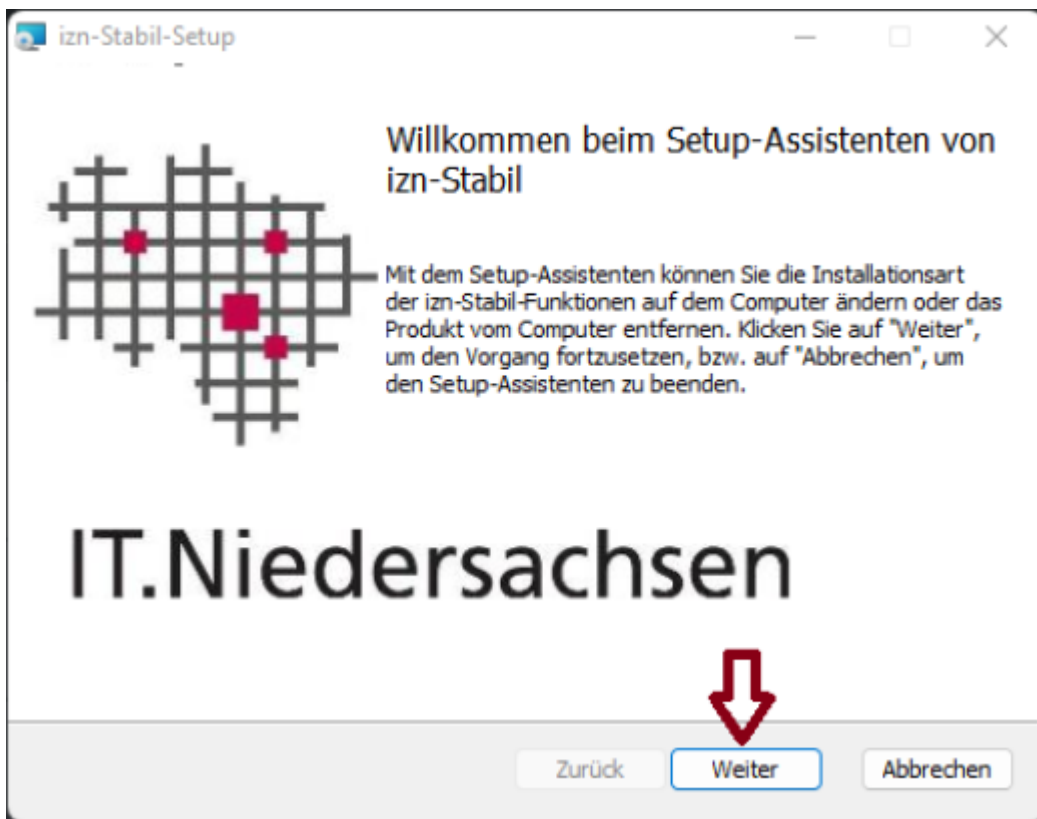 izn-Stabil-Setup
Willkommen beim Setup-Assistenten von
izn-Stabil
Mit dem Setup-Assistenten können Sie die Installationsart
der izn-Stabil-Funktionen auf dem Computer ändern oder das
Produkt vom Computer entfernen. Klicken Sie auf "Weiter",
um den Vorgang fortzusetzen, bzw. auf "Abbrechen", um
den Setup-Assistenten zu beenden.
IT.Niedersachsen
Zurück Weiter Abbrechen